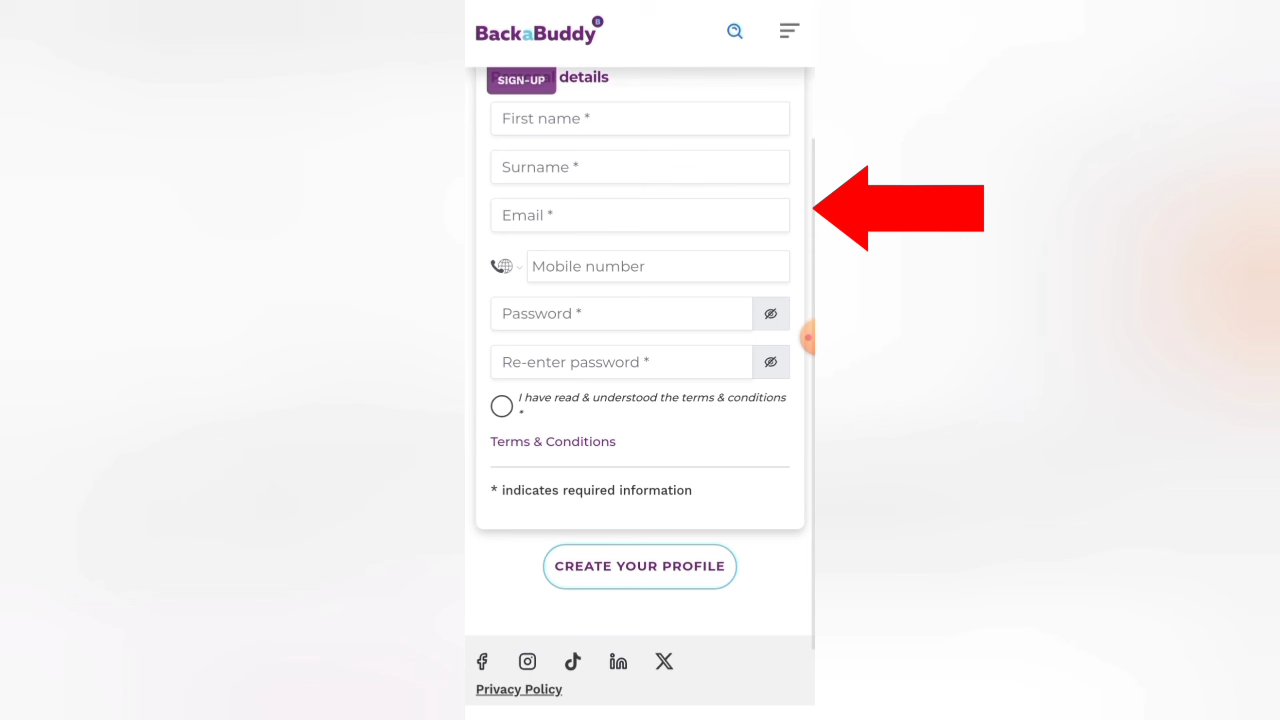 BackaBuddy
B
SIGN-UP
details
First name *
Surname *
Email *
Mobile number
Password *
Re-enter password *
I have read & understood the terms & conditions
*
Terms & Conditions
* indicates required information
CREATE YOUR PROFILE
Privacy Policy